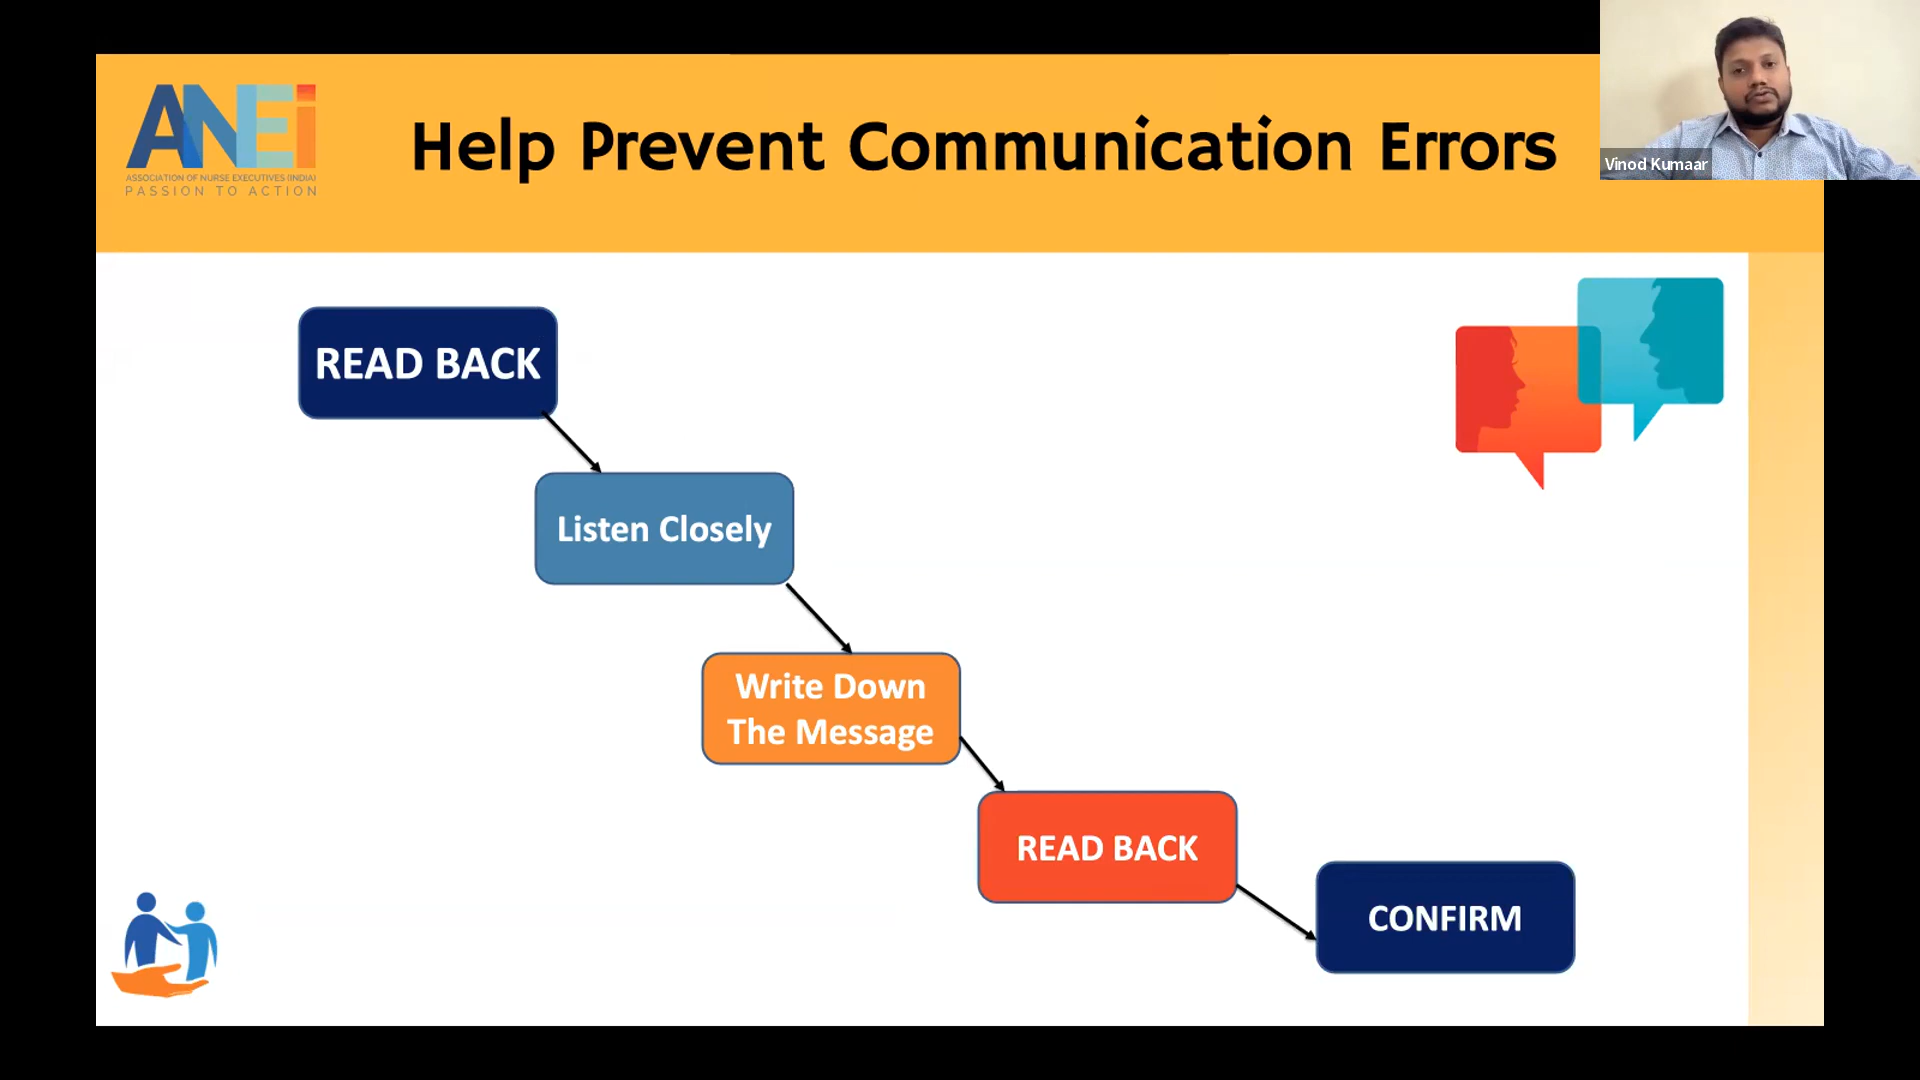 ANEi
ASSOCIATION OF NURSE EXECUTIVES (INDIA)
PASSION TO ACTION
Help Prevent Communication Errors
Vinod Kumaar
READ BACK
Listen Closely
Write Down
The Message
READ BACK
CONFIRM